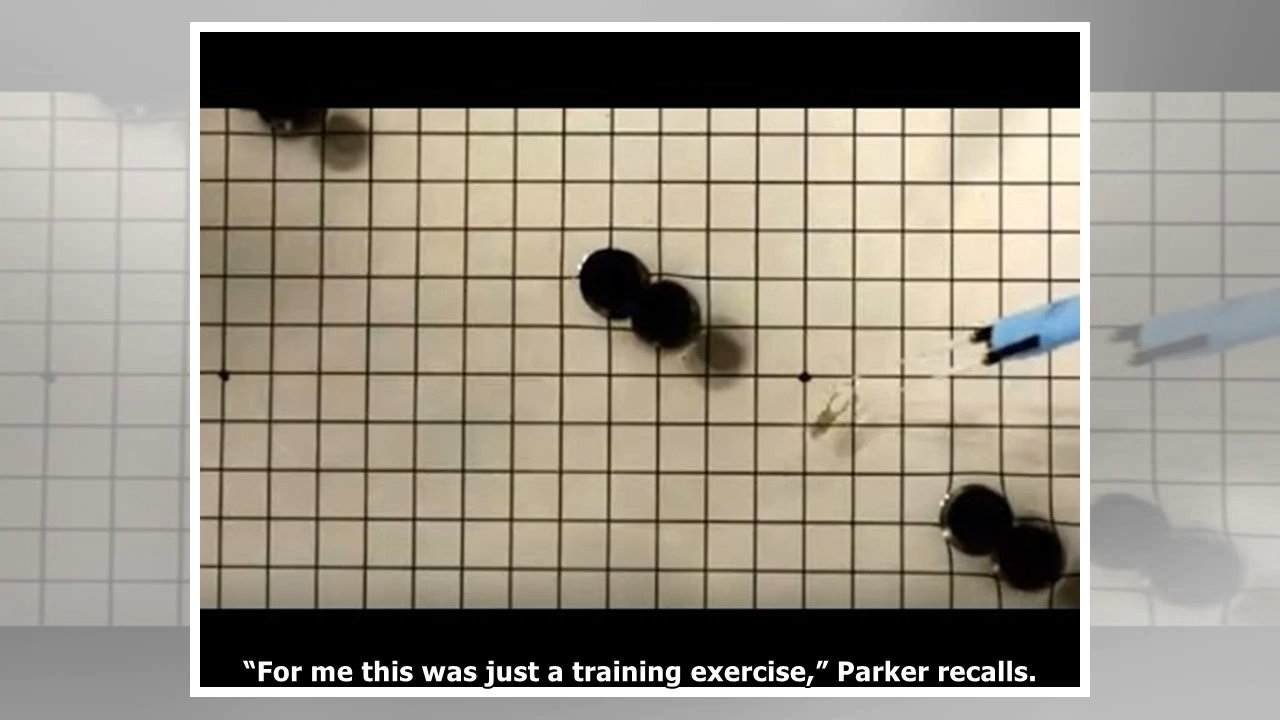 “For me this was just a training exercise,” Parker recalls.